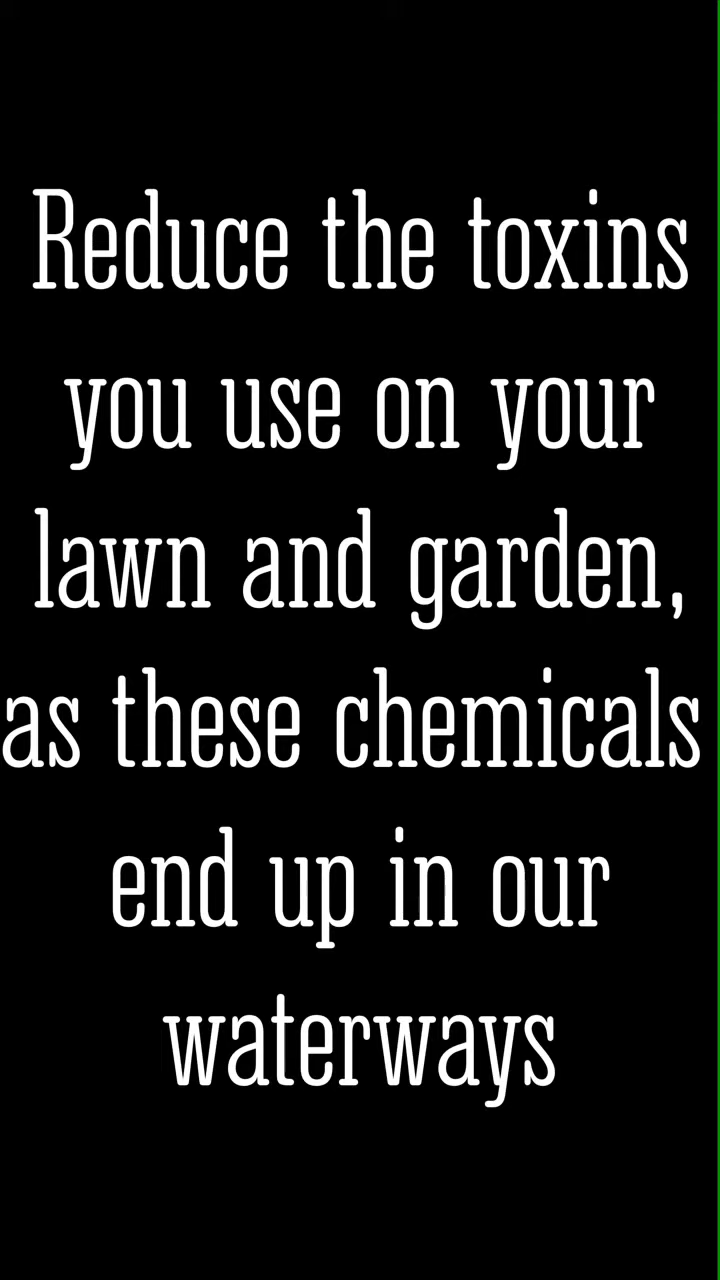 Reduce the toxins
you use on your
lawn and garden,
as these chemicals
end up in our
waterways